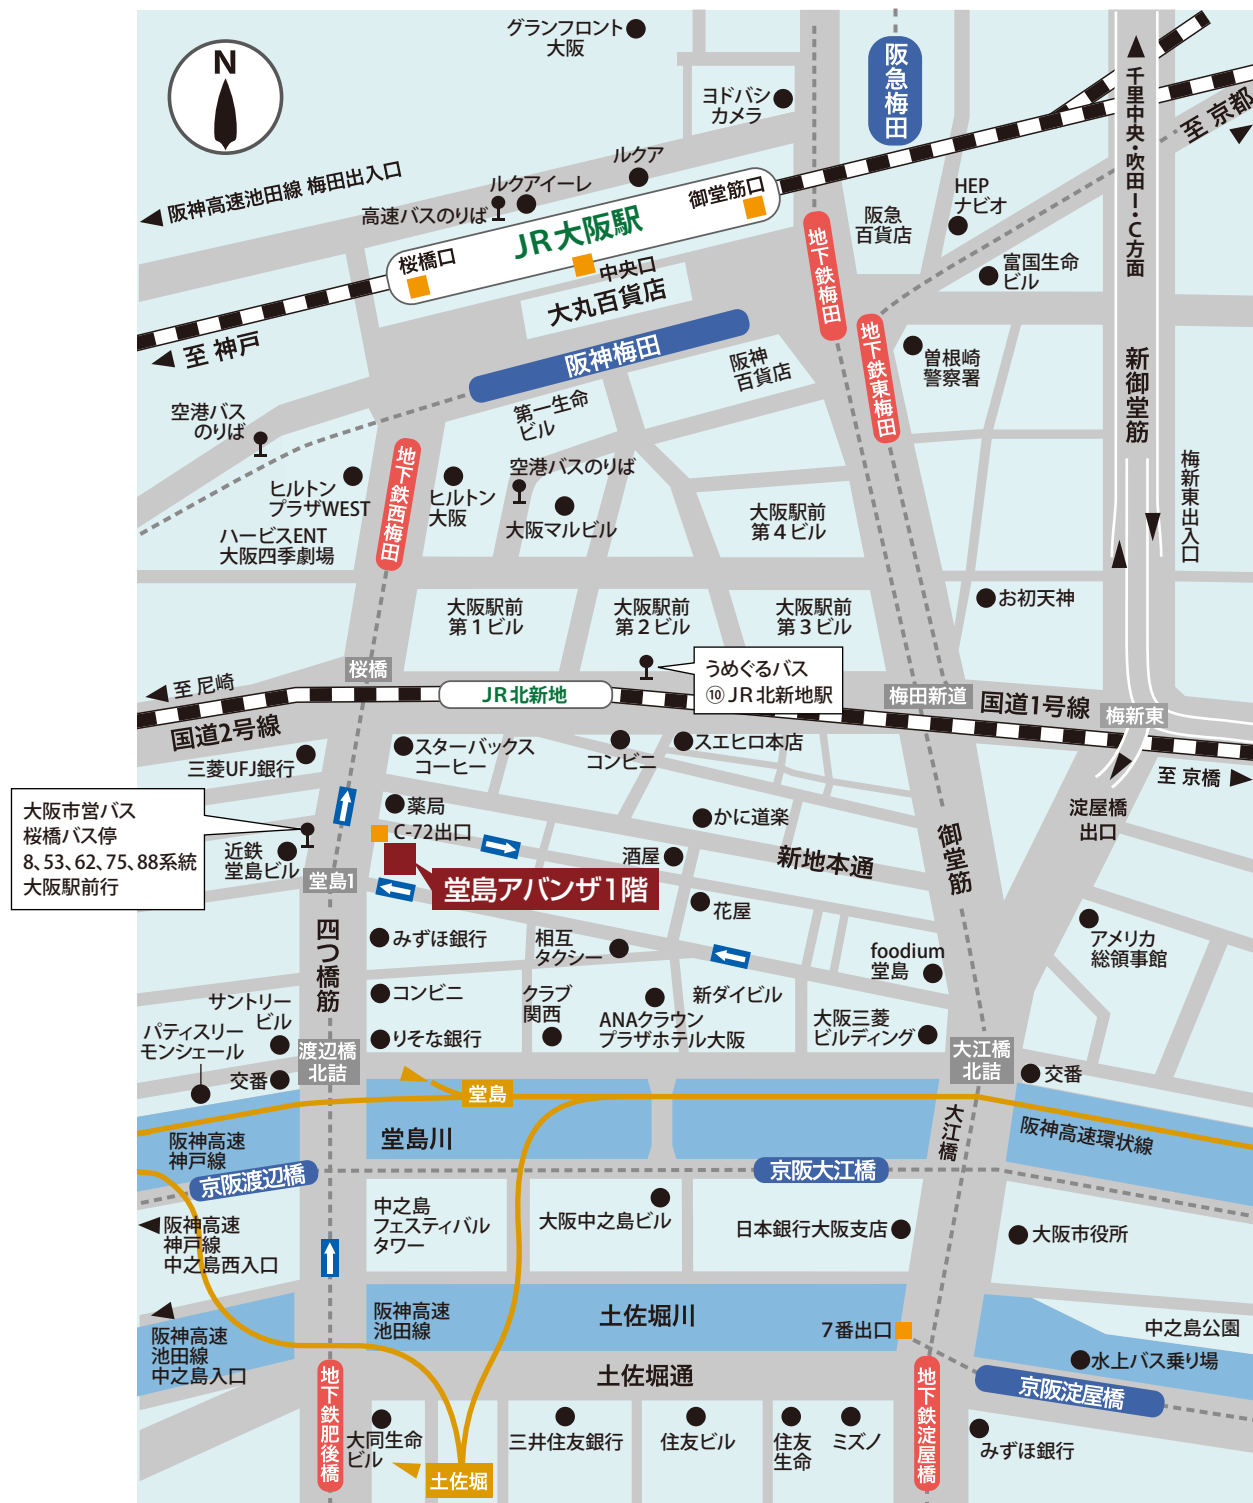 グランフロント
大阪
N
阪急梅田
千里中央・吹田I・C方面
至 京都
ヨドバシ
カメラ
阪神高速池田線 梅田出入口
ルクア
ルクアイーレ
高速バスのりば
御堂筋口
JR大阪駅
桜橋口
中央口
大丸百貨店
HEP
ナビオ
阪急
百貨店
富国生命
ビル
地下鉄梅田
地下鉄東梅田
至 神戸
阪神梅田
阪神
百貨店
曽根崎
警察署
新御堂筋
空港バス
のりば
第一生命
ビル
地下鉄西梅田
空港バスのりば
梅新東出入口
ヒルトン
プラザWEST
ヒルトン
大阪
大阪マルビル
大阪駅前
第4ビル
ハービスENT
大阪四季劇場
大阪駅前
第1ビル
大阪駅前
第2ビル
大阪駅前
第3ビル
お初天神
桜橋
うめぐるバス
⑩JR北新地駅
至 尼崎
JR北新地
梅田新道
国道1号線
梅新東
国道2号線
三菱UFJ銀行
スターバックス
コーヒー
コンビニ
スエヒロ本店
至 京橋
大阪市営バス
桜橋バス停
8、53、62、75、88系統
大阪駅前行
薬局
C-72出口
かに道楽
淀屋橋
出口
近鉄
堂島ビル
酒屋
新地本通
御堂筋
堂島1
堂島アバンザ1階
花屋
四つ橋筋
みずほ銀行
相互
タクシー
foodium
堂島
アメリカ
総領事館
サントリー
ビル
コンビニ
クラブ
関西
新ダイビル
パティスリー
モンシェール
りそな銀行
ANAクラウン
プラザホテル大阪
大阪三菱
ビルディング
渡辺橋
北詰
大江橋
北詰
交番
交番
堂島
大江橋
阪神高速
神戸線
堂島川
阪神高速環状線
京阪渡辺橋
京阪大江橋
阪神高速
神戸線
中之島西入口
中之島
フェスティバル
タワー
大阪中之島ビル
日本銀行大阪支店
大阪市役所
阪神高速
池田線
中之島入口
阪神高速
池田線
土佐堀川
7番出口
中之島公園
水上バス乗り場
土佐堀通
京阪淀屋橋
地下鉄肥後橋
地下鉄淀屋橋
大同生命
ビル
三井住友銀行
住友ビル
住友
生命
ミズノ
みずほ銀行
土佐堀